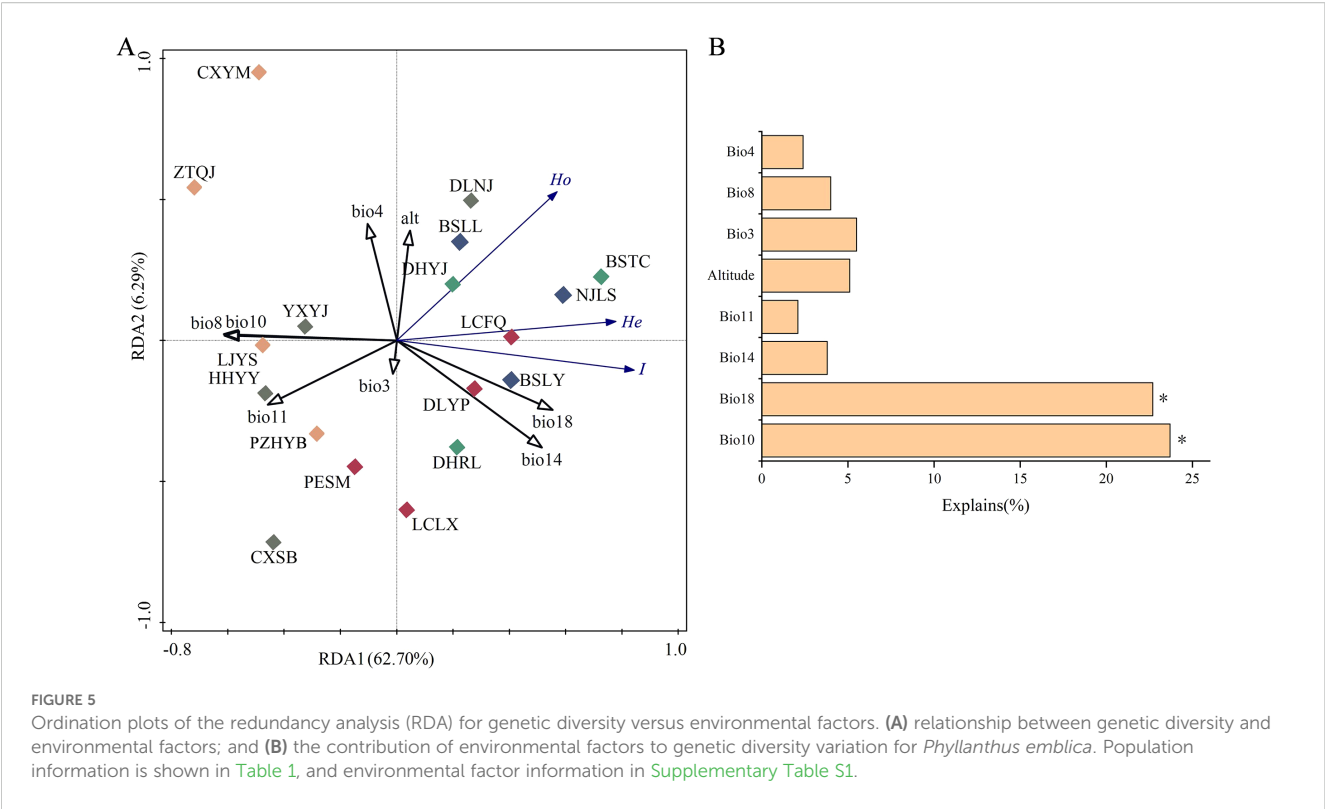 A
B
1.0
CXYM
ZTQJ
DLNJ
Ho
bio4
alt
BSLL
DHYJ
BSTC
NJLS
YXYJ
bio8 bio10
LCFQ
He
LJYS
HHYY
bio3
I
BSLY
bio11
DLYP
bio18
PZHYB
bio14
DHRL
PESM
LCLX
CXSB
RDA2 (6.29%)
-1.0
-0.8
RDA1(62.70%)
1.0
Bio4
Bio8
Bio3
Altitude
Bio11
Bio14
Bio18
*
Bio10
*
0 5 10 15 20 25
Explains(%)
FIGURE 5
Ordination plots of the redundancy analysis (RDA) for genetic diversity versus environmental factors. (A) relationship between genetic diversity and
environmental factors; and (B) the contribution of environmental factors to genetic diversity variation for Phyllanthus emblica. Population
information is shown in Table 1, and environmental factor information in Supplementary Table S1.